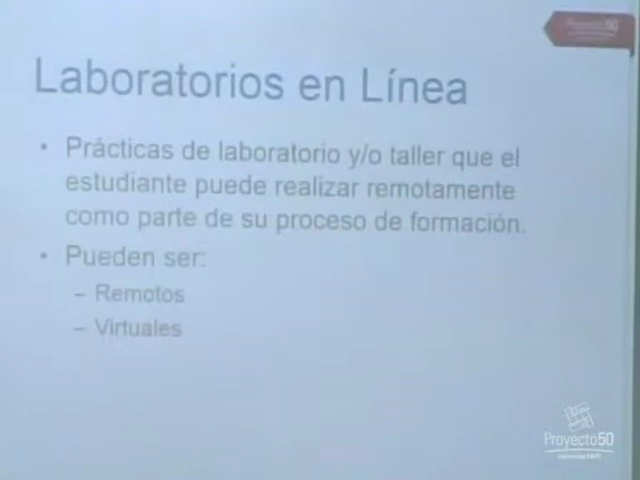 Laboratorios en Línea
• Prácticas de laboratorio y/o taller que el
estudiante puede realizar remotamente
como parte de su proceso de formación.
• Pueden ser:
– Remotos
– Virtuales
Proyecto50